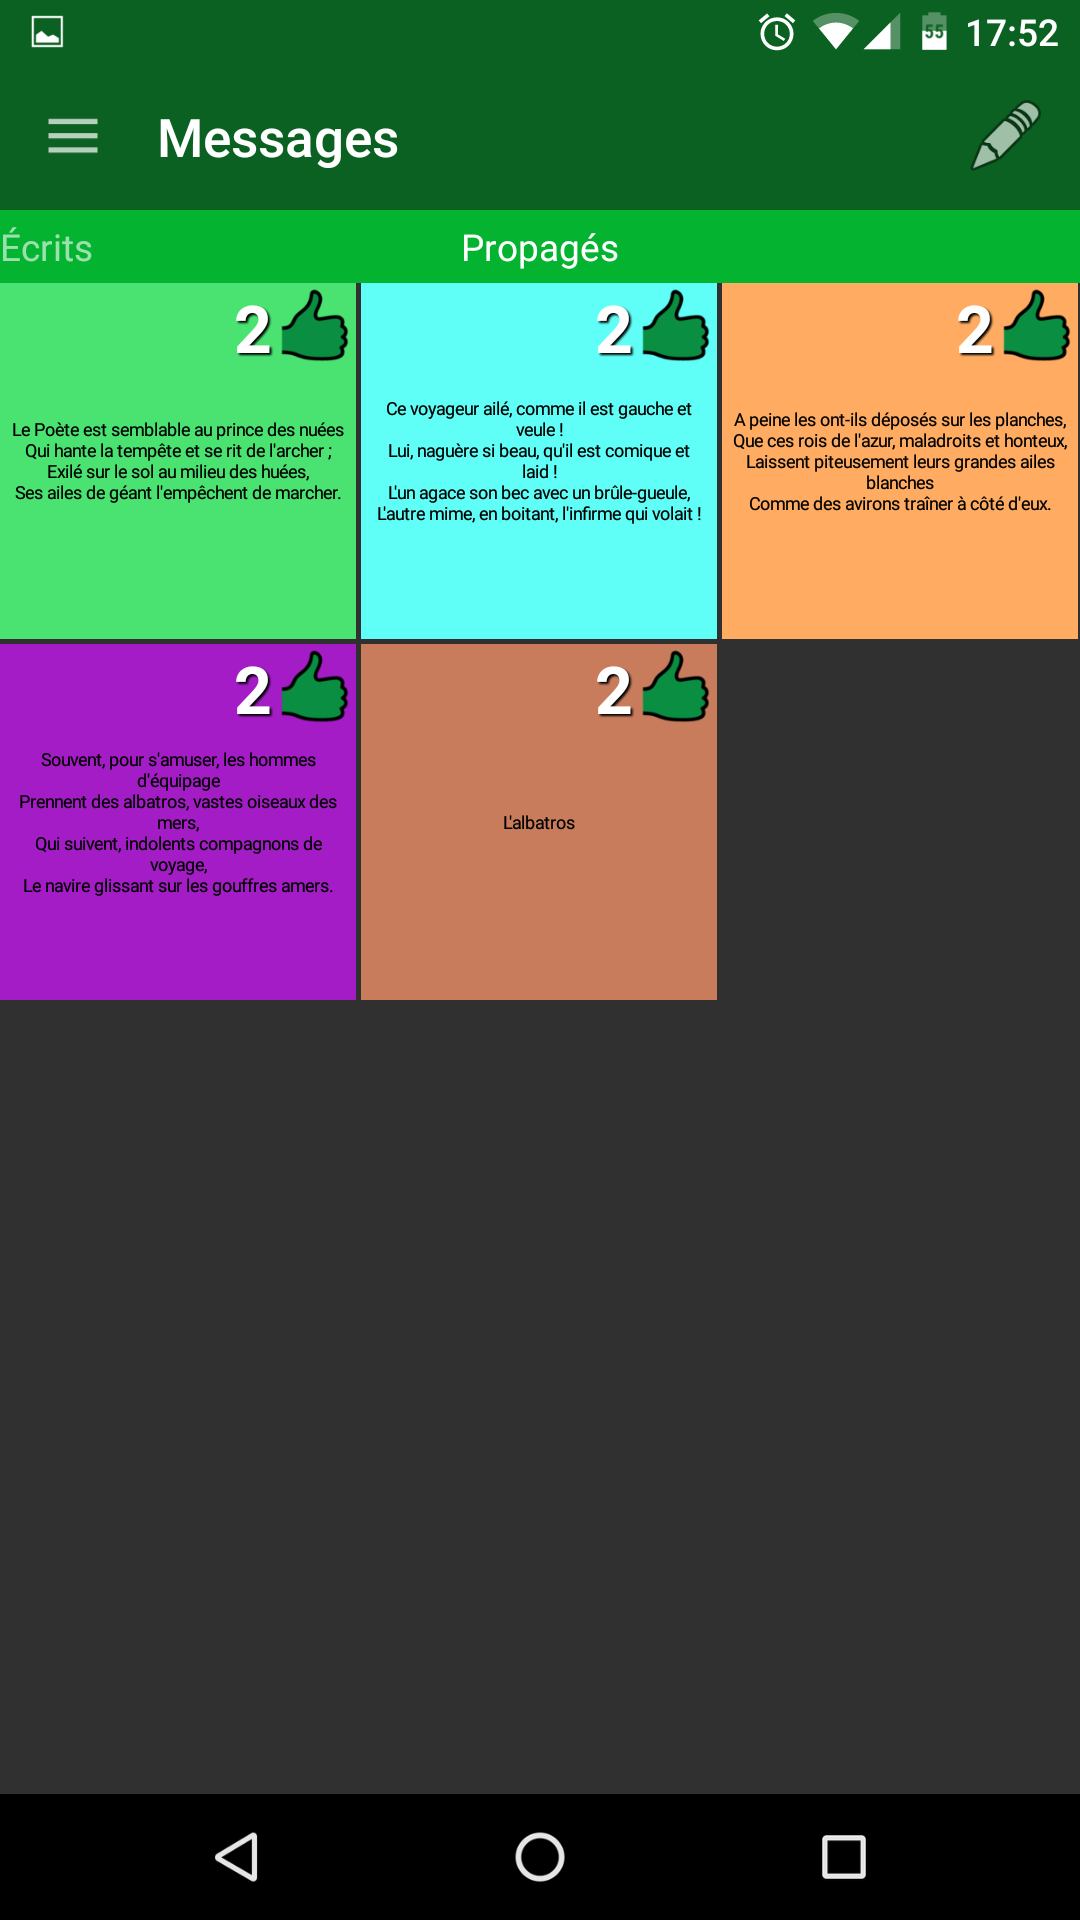 55
17:52
Messages
Écrits
Propagés
2
Le Poète est semblable au prince des nuées
Qui hante la tempête et se rit de l'archer ;
Exilé sur le sol au milieu des huées,
Ses ailes de géant l'empêchent de marcher.
2
Ce voyageur ailé, comme il est gauche et
veule !
Lui, naguère si beau, qu'il est comique et
laid !
L'un agace son bec avec un brûle-gueule,
L'autre mime, en boitant, l'infirme qui volait !
2
A peine les ont-ils déposés sur les planches,
Que ces rois de l'azur, maladroits et honteux,
Laissent piteusement leurs grandes ailes
blanches
Comme des avirons traîner à côté d'eux.
2
Souvent, pour s'amuser, les hommes
d'équipage
Prennent des albatros, vastes oiseaux des
mers,
Qui suivent, indolents compagnons de
voyage,
Le navire glissant sur les gouffres amers.
2
L'albatros